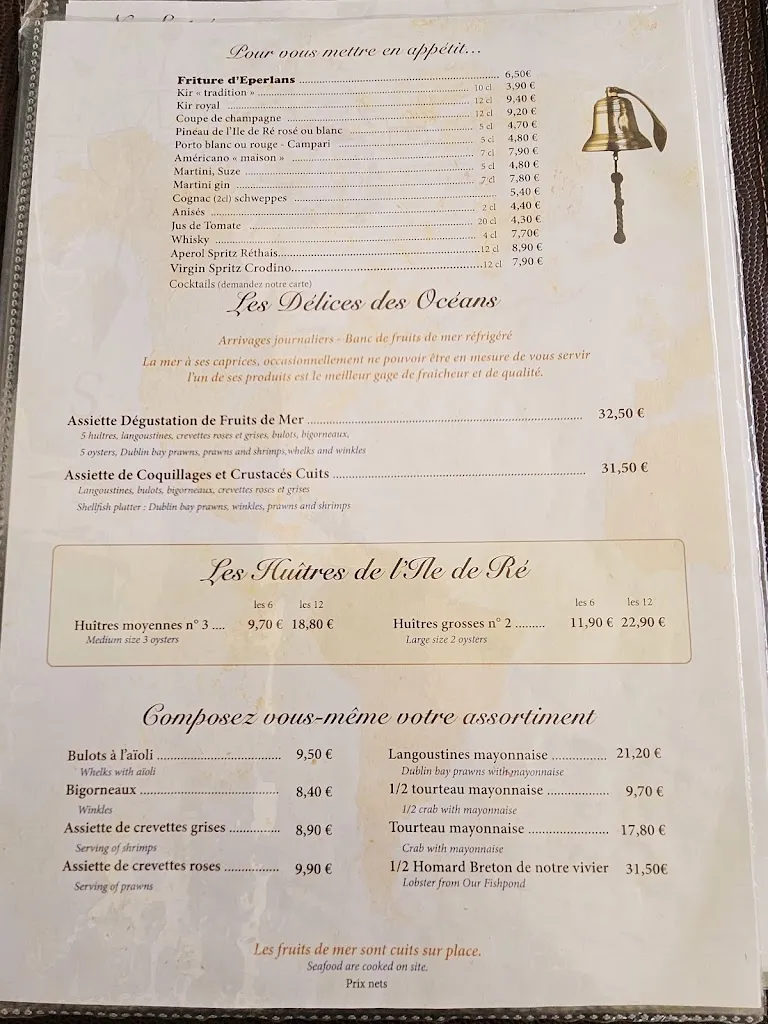 Pour vous mettre en appétit...
Friture d'Eperlans ........ 6,50€
Kir « tradition » ........ 10 cl 3,90 €
Kir royal ........ 12 cl 9,40 €
Coupe de champagne ........ 12 cl 9,20 €
Pineau de l'Ile de Ré rosé ou blanc ........ 5 cl 4,70 €
Porto blanc ou rouge - Campari ........ 5 cl 4,80 €
Américano « maison » ........ 7 cl 7,90 €
Martini, Suze ........ 5 cl 4,80 €
Martini gin ........ 7 cl 7,80 €
Cognac (2cl) schweppes ........ 5,40 €
Anisés ........ 2 cl 4,40 €
Jus de Tomate ........ 20 cl 4,30 €
Whisky ........ 4 cl 7,70€
Aperol Spritz Réthais........12 cl 8,90 €
Virgin Spritz Crodino........12 cl 7,90 €
Cocktails (demandez notre carte)
Les Délices des Océans
Arrivages journaliers - Banc de fruits de mer réfrigéré
La mer à ses caprices, occasionnellement ne pouvoir être en mesure de vous servir
l'un de ses produits est le meilleur gage de fraîcheur et de qualité.
Assiette Dégustation de Fruits de Mer ........ 32,50 €
5 huîtres, langoustines, crevettes roses et grises, bulots, bigorneaux,
5 oysters, Dublin bay prawns, prawns and shrimps,whelks and winkles
Assiette de Coquillages et Crustacés Cuits ........ 31,50 €
Langoustines, bulots, bigorneaux, crevettes roses et grises
Shellfish platter : Dublin bay prawns, winkles, prawns and shrimps
Les Huîtres de l'Ile de Ré
les 6 les 12 les 6 les 12
Huîtres moyennes n° 3 .... 9,70 € 18,80 € Huîtres grosses n° 2 ......... 11,90 € 22,90 €
Medium size 3 oysters Large size 2 oysters
Composez vous-même votre assortiment
Bulots à l'aïoli ........ 9,50 €
Whelks with aïoli
Bigorneaux ........ 8,40 €
Winkles
Assiette de crevettes grises ........ 8,90 €
Serving of shrimps
Assiette de crevettes roses ........ 9,90 €
Serving of prawns
Langoustines mayonnaise ........ 21,20 €
Dublin bay prawns with mayonnaise
1/2 tourteau mayonnaise ........ 9,70 €
1/2 crab with mayonnaise
Tourteau mayonnaise ........ 17,80 €
Crab with mayonnaise
1/2 Homard Breton de notre vivier 31,50€
Lobster from Our Fishpond
Les fruits de mer sont cuits sur place.
Seafood are cooked on site.
Prix nets